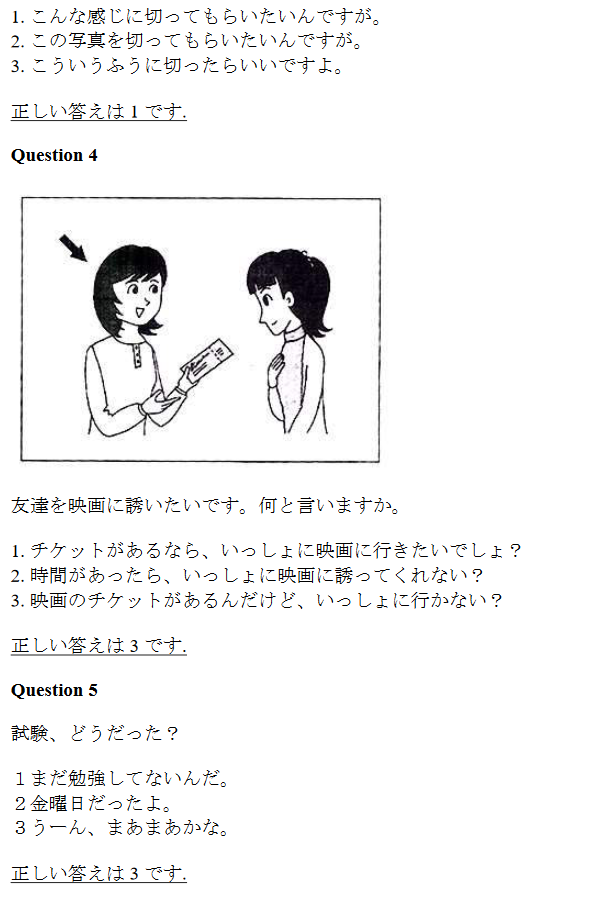 1. こんな感じに切ってもらいたいんですが。
2. この写真を切ってもらいたいんですが。
3. こういうふうに切ったらいいですよ。
正しい答えは 1 です.
Question 4
友達を映画に誘いたいです。何と言いますか。
1. チケットがあるなら、いっしょに映画に行きたいでしょ？
2. 時間があったら、いっしょに映画に誘ってくれない？
3. 映画のチケットがあるんだけど、いっしょに行かない？
正しい答えは 3 です.
Question 5
試験、どうだった？
１まだ勉強してないんだ。
２金曜日だったよ。
３うーん、まあまあかな。
正しい答えは 3 です.